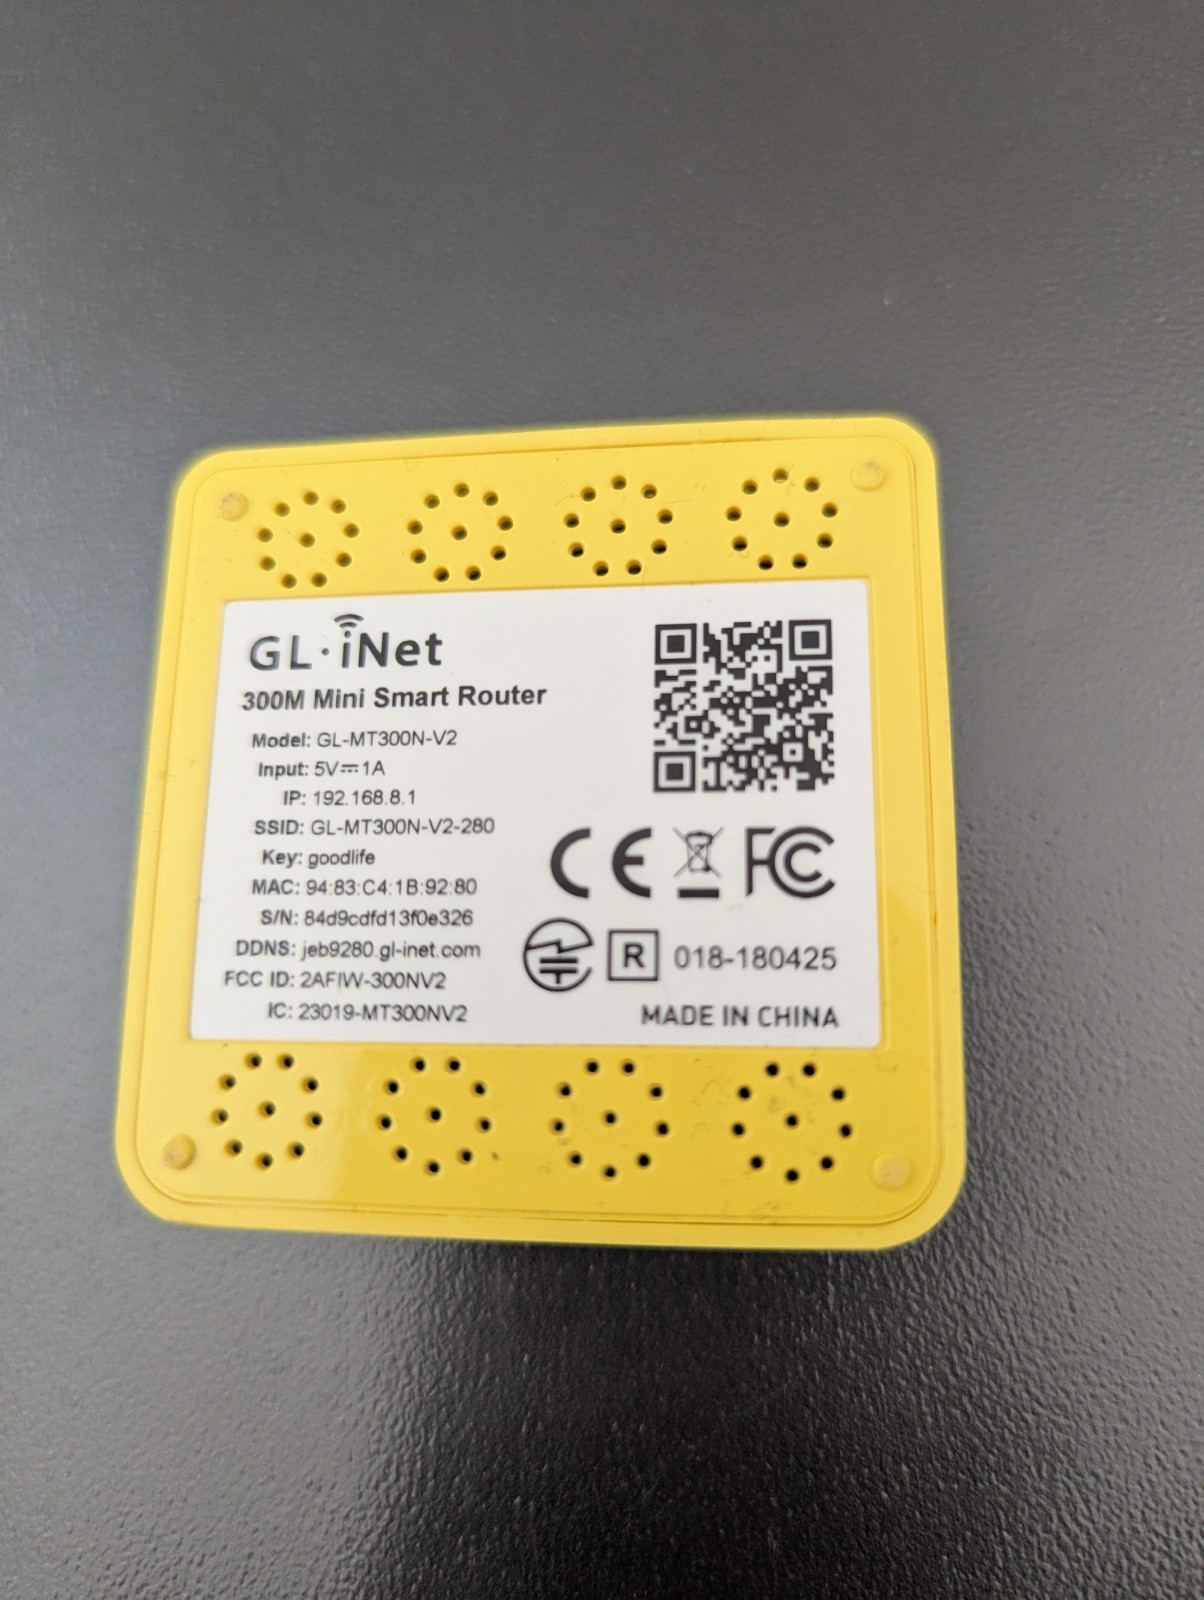 GL·iNet
300M Mini Smart Router
Model: GL-MT300N-V2
Input: 5V⎓1A
IP: 192.168.8.1
SSID: GL-MT300N-V2-280
Key: goodlife
MAC: 94:83:C4:1B:92:80
S/N: 84d9cdfd13f0e326
DDNS: jeb9280.gl-inet.com
FCC ID: 2AFIW-300NV2
IC: 23019-MT300NV2
CE FC
R 018-180425
MADE IN CHINA